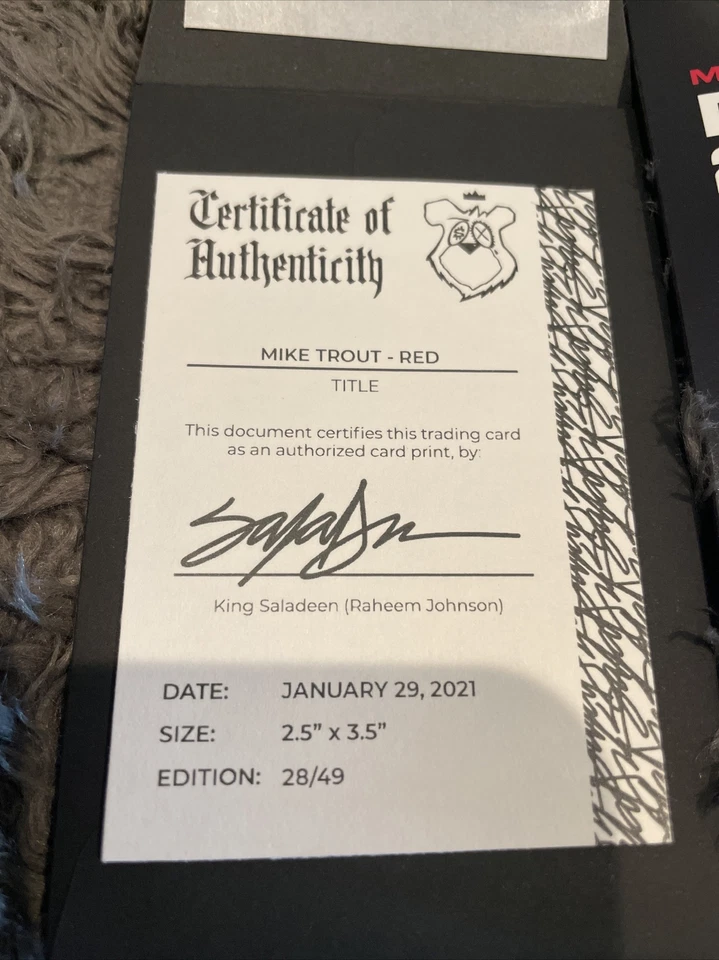 Certificate of
Authenticity
MIKE TROUT - RED
TITLE
This document certifies this trading card
as an authorized card print, by:
King Saladeen (Raheem Johnson)
DATE: JANUARY 29, 2021
SIZE: 2.5” x 3.5”
EDITION: 28/49